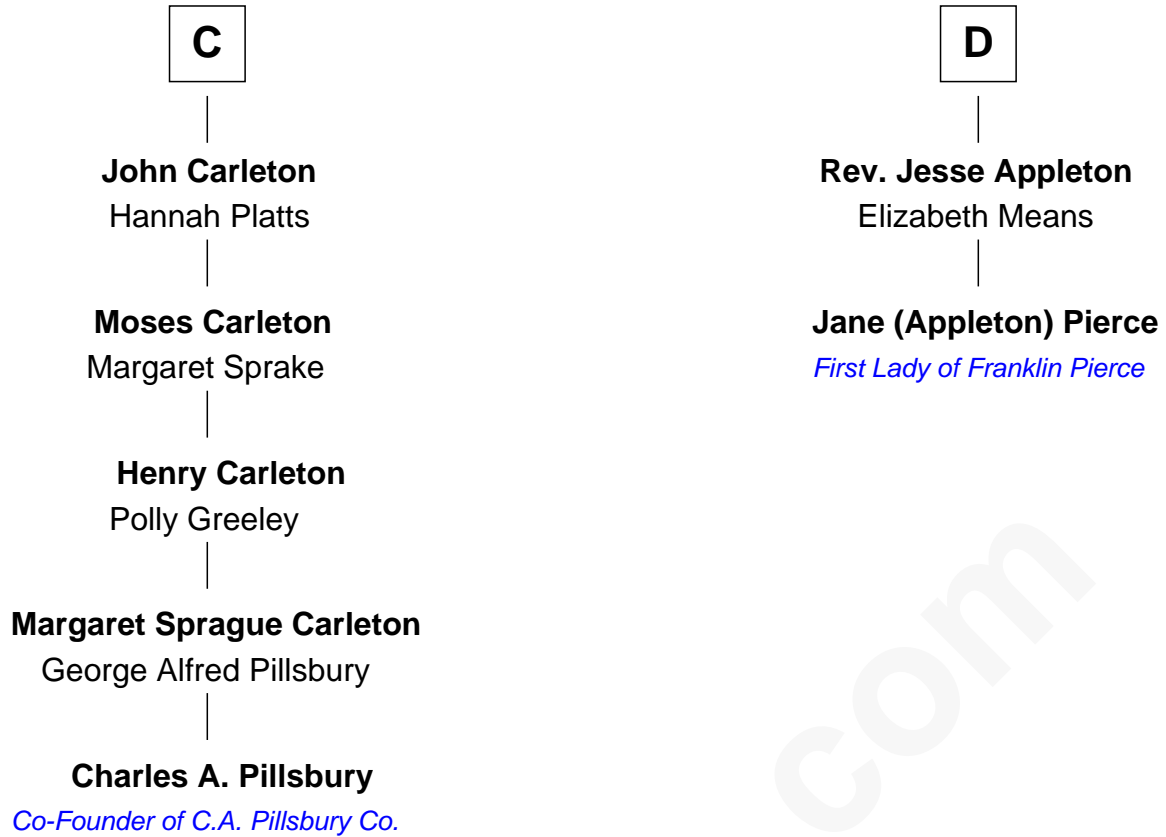 C
John Carleton
Hannah Platts
Moses Carleton
Margaret Sprake
Henry Carleton
Polly Greeley
Margaret Sprague Carleton
George Alfred Pillsbury
Charles A. Pillsbury
Co-Founder of C.A. Pillsbury Co.
D
Rev. Jesse Appleton
Elizabeth Means
Jane (Appleton) Pierce
First Lady of Franklin Pierce
com